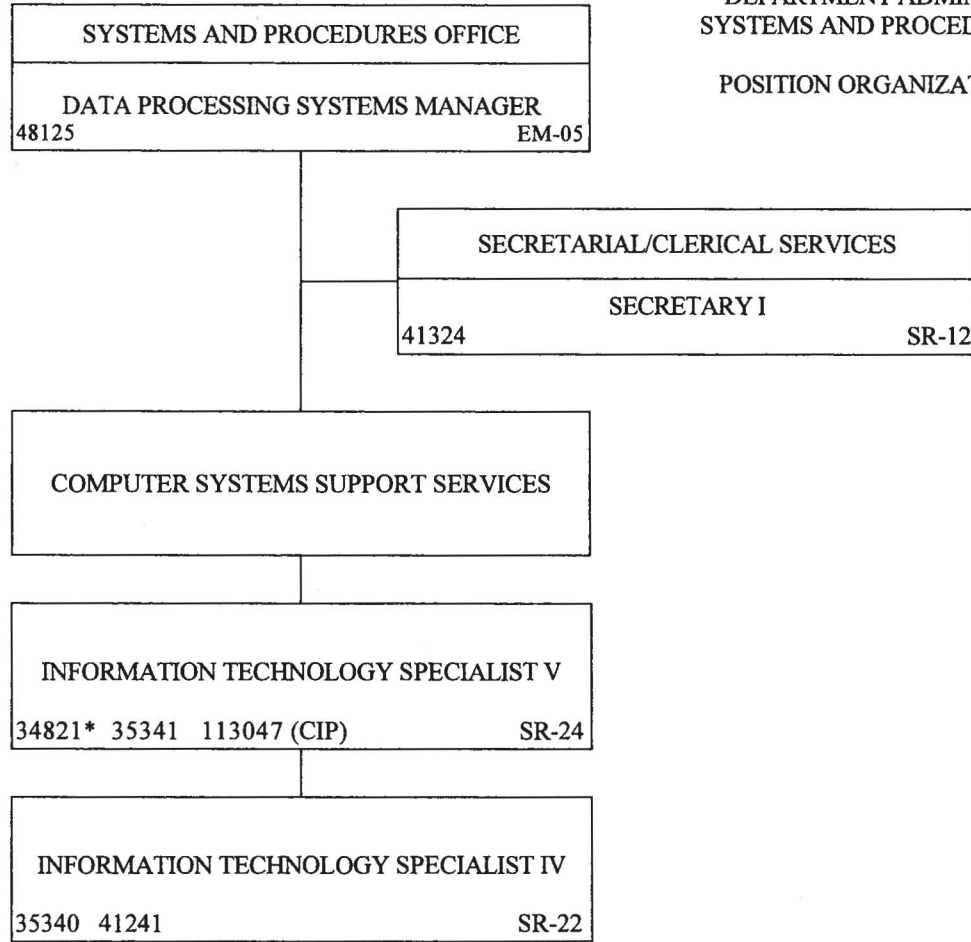 DEPARTMENT
SYSTEMS AND
POSITION
SYSTEMS AND PROCEDURES OFFICE
DATA PROCESSING SYSTEMS MANAGER
48125 EM-05
SECRETARIAL/CLERICAL SERVICES
SECRETARY I
41324 SR-12
COMPUTER SYSTEMS SUPPORT SERVICES
INFORMATION TECHNOLOGY SPECIALIST V
34821* 35341 113047 (CIP) SR-24
INFORMATION TECHNOLOGY SPECIALIST IV
35340 41241 SR-22